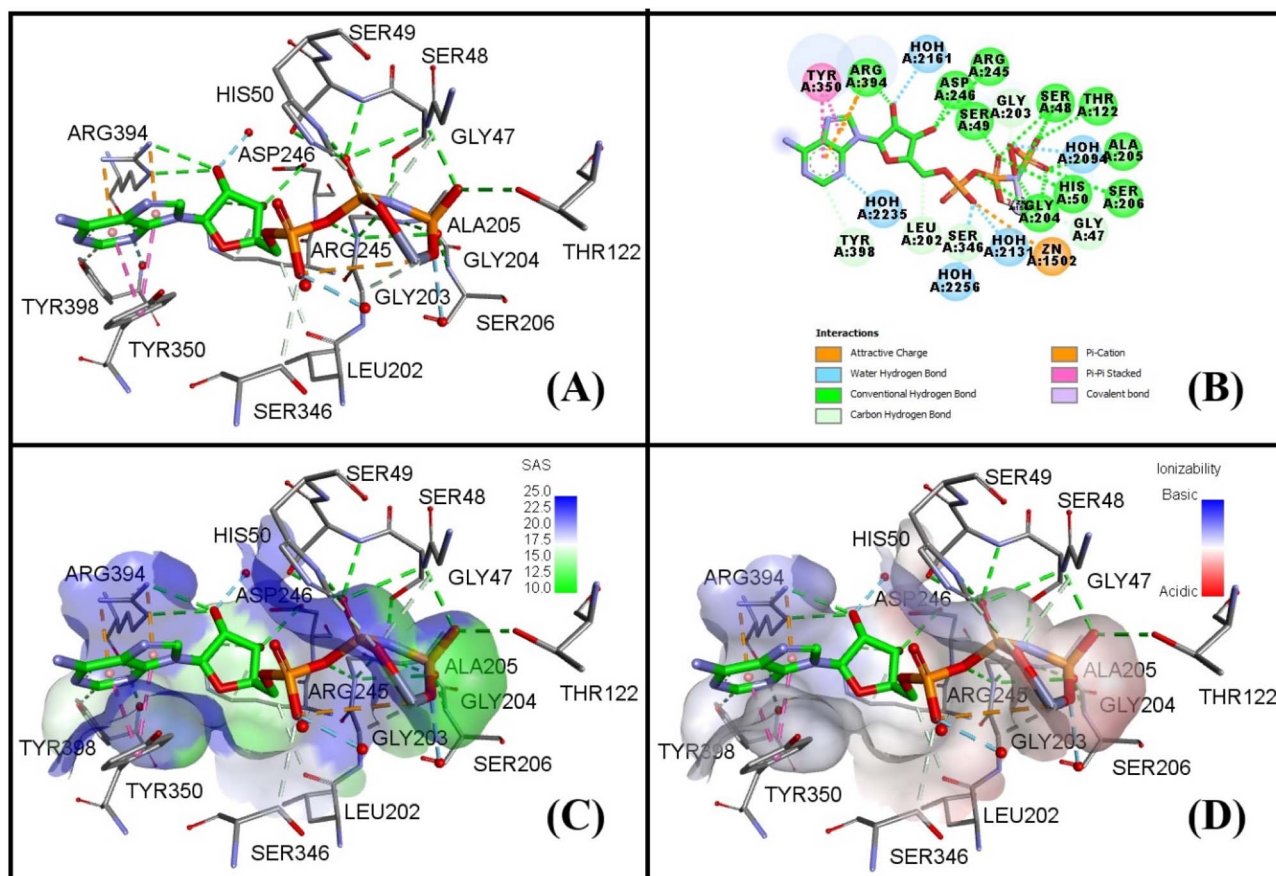 SER49
SER48
HIS50
GLY47
ARG394
ASP246
ALA205
ARG245
GLY204
THR122
GLY203
TYR398
SER206
TYR350
LEU202
SER346
(A)
HOH
A:2161
ARG
A:245
TYR
A:350
ARG
A:394
ASP
A:246
GLY
A:203
SER
A:48
THR
A:122
SER
A:49
HOH
A:2094
ALA
A:205
HIS
A:50
SER
A:206
GLY
A:204
HOH
A:2235
LEU
A:202
SER
A:346
HOH
A:2131
ZN
A:1502
GLY
A:47
TYR
A:398
HOH
A:2256
Interactions
Attractive Charge
Water Hydrogen Bond
Conventional Hydrogen Bond
Carbon Hydrogen Bond
Pi-Cation
Pi-Pi Stacked
Covalent bond
(B)
SAS
25.0
22.5
20.0
17.5
15.0
12.5
10.0
SER49
SER48
HIS50
GLY47
ARG394
ASP246
ALA205
ARG245
GLY204
THR122
GLY203
TYR398
SER206
TYR350
LEU202
SER346
(C)
Ionizability
Basic
Acidic
SER49
SER48
HIS50
GLY47
ARG394
ASP246
ALA205
ARG245
GLY204
THR122
GLY203
TYR398
SER206
TYR350
LEU202
SER346
(D)